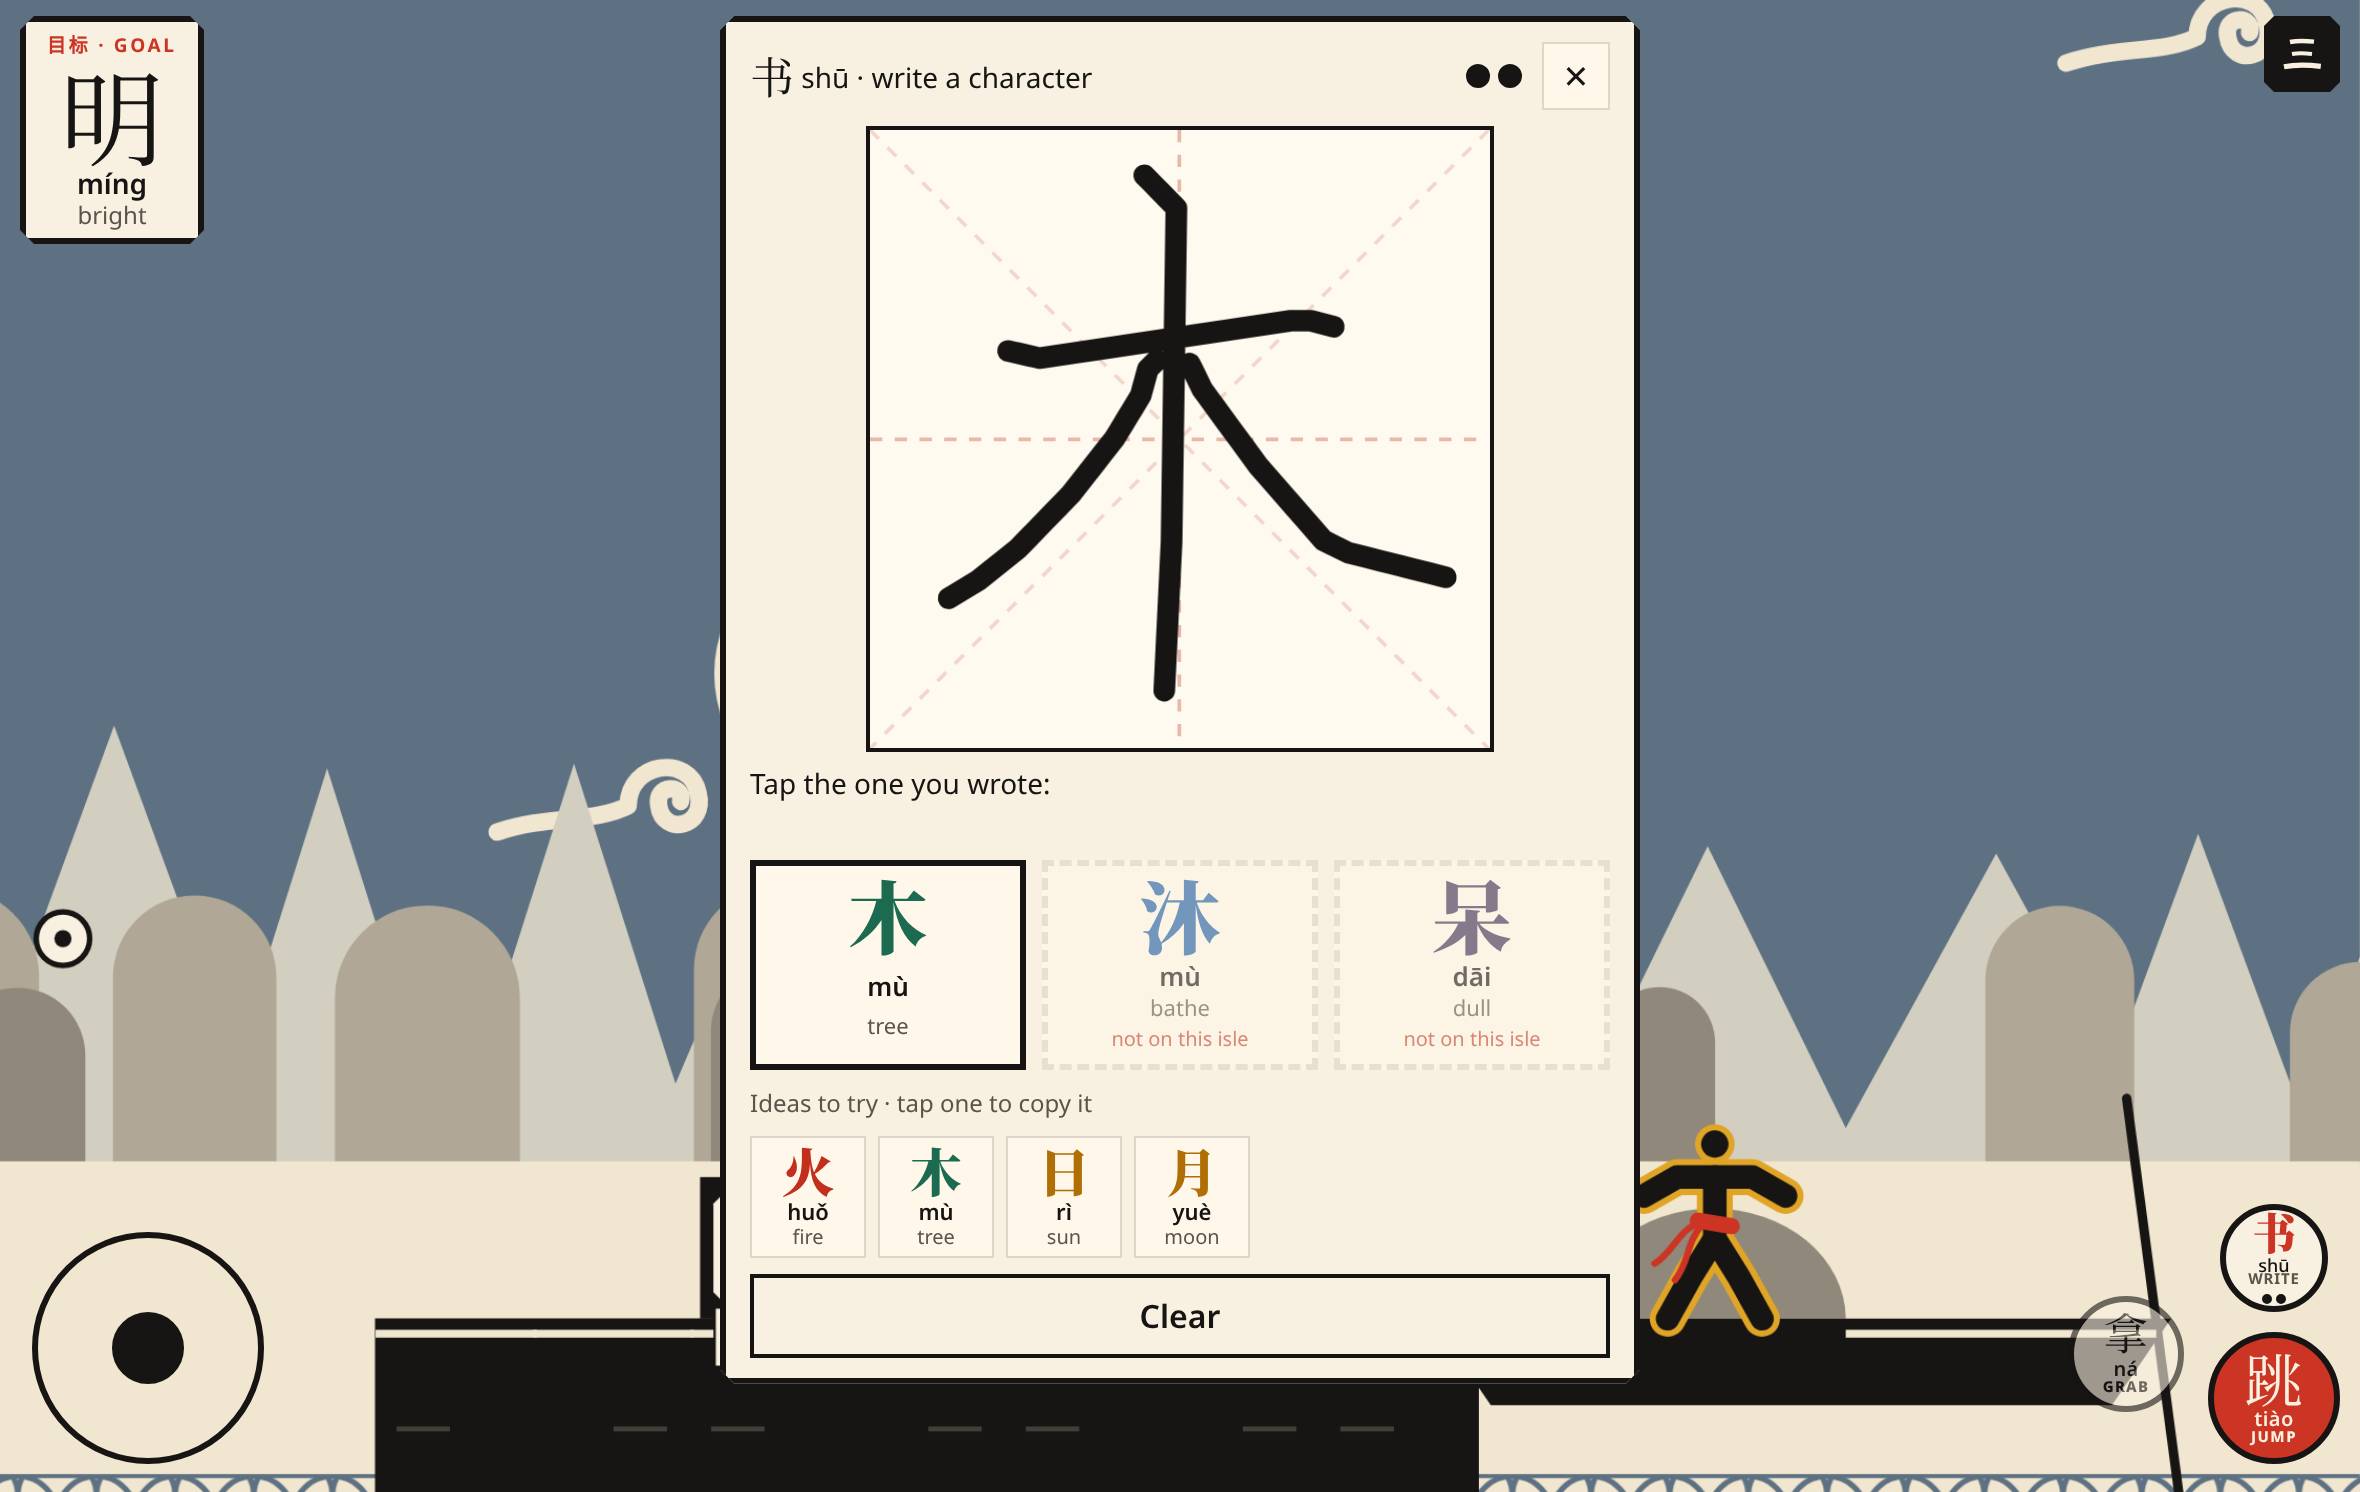 目标 · GOAL
明
míng
bright
书 shū · write a character
✕
三
木
Tap the one you wrote:
木
mù
tree
沐
mù
bathe
not on this isle
呆
dāi
dull
not on this isle
Ideas to try · tap one to copy it
火
huǒ
fire
木
mù
tree
日
rì
sun
月
yuè
moon
Clear
书
shū
WRITE
拿
ná
GRAB
跳
tiào
JUMP